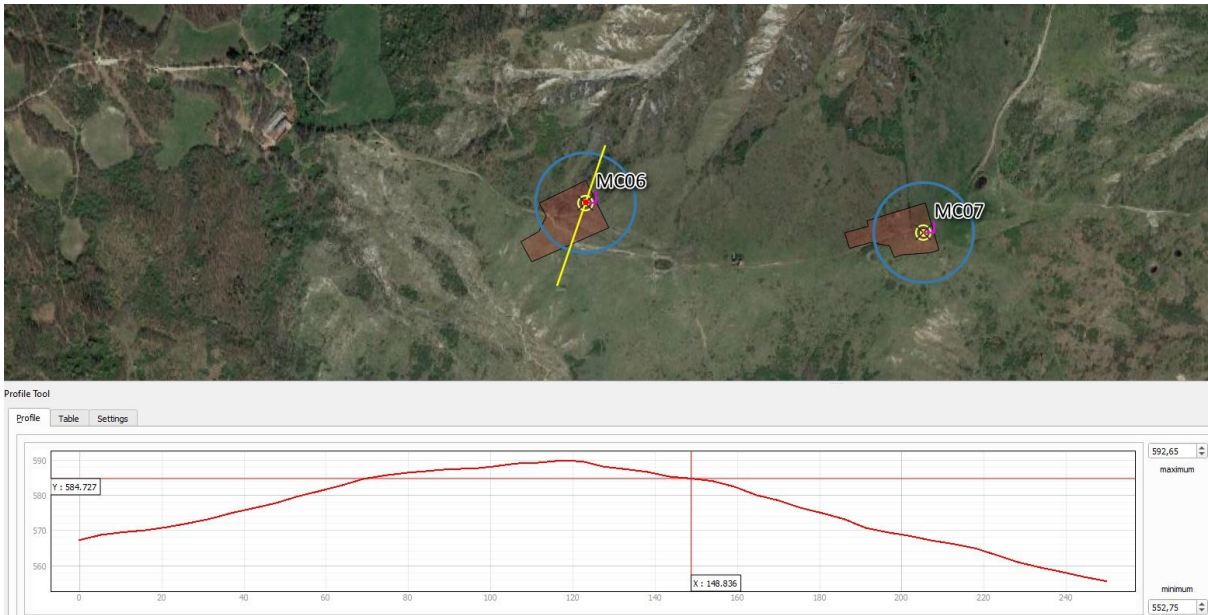 MC06
MC07
Profile Tool
Profile Table Settings
590
580
570
560
Y : 584.727
X : 148.836
0 20 40 60 80 100 120 140 160 180 200 220 240
592,65
maximum
minimum
552,75